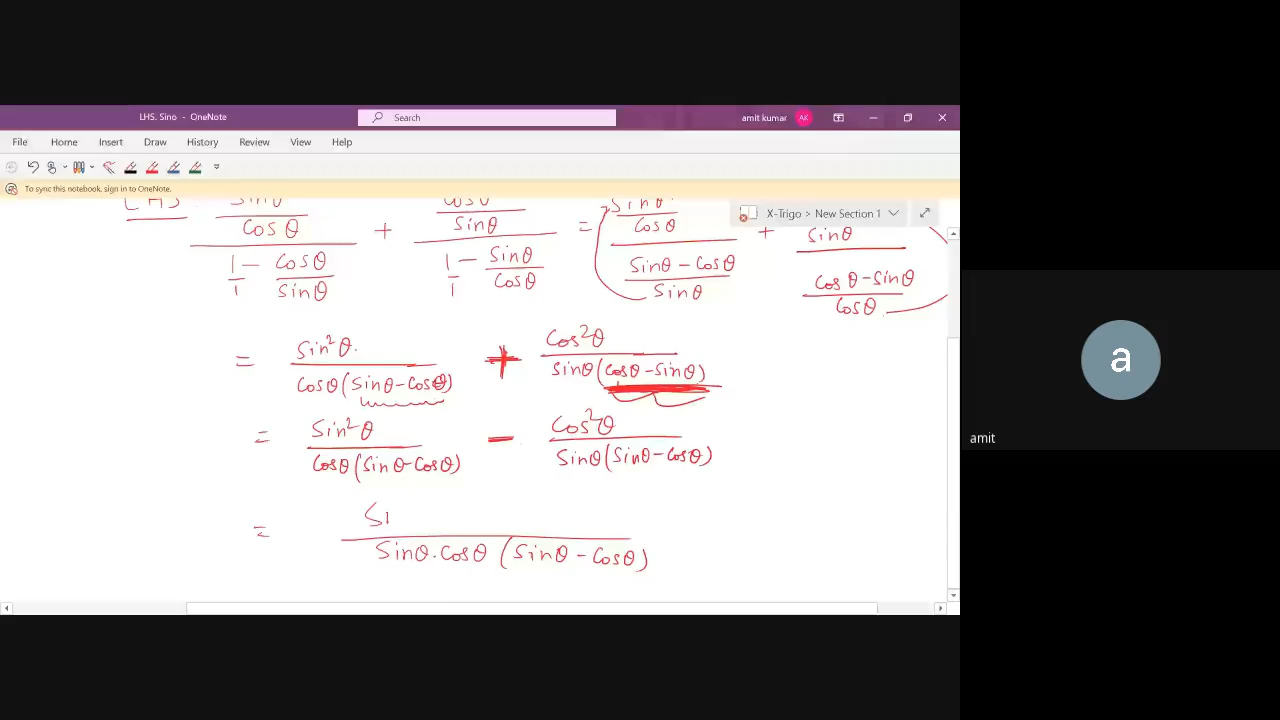 LHS. Sino - OneNote
Search
amit kumar
AK
File Home Insert Draw History Review View Help
To sync this notebook, sign in to OneNote.
X-Trigo > New Section 1
LHS sinθ/cosθ / (1/1 - cosθ/sinθ) + cosθ/sinθ / (1/1 - sinθ/cosθ) = sinθ/cosθ / ((sinθ - cosθ)/sinθ) + sinθ / ((cosθ - sinθ)/cosθ)
= sin²θ / cosθ(sinθ-cosθ) + cos²θ / sinθ(cosθ - sinθ)
= sin²θ / cosθ(sinθ-cosθ) - cos²θ / sinθ(sinθ-cosθ)
= Si / sinθ.cosθ (sinθ - cosθ)
a
amit